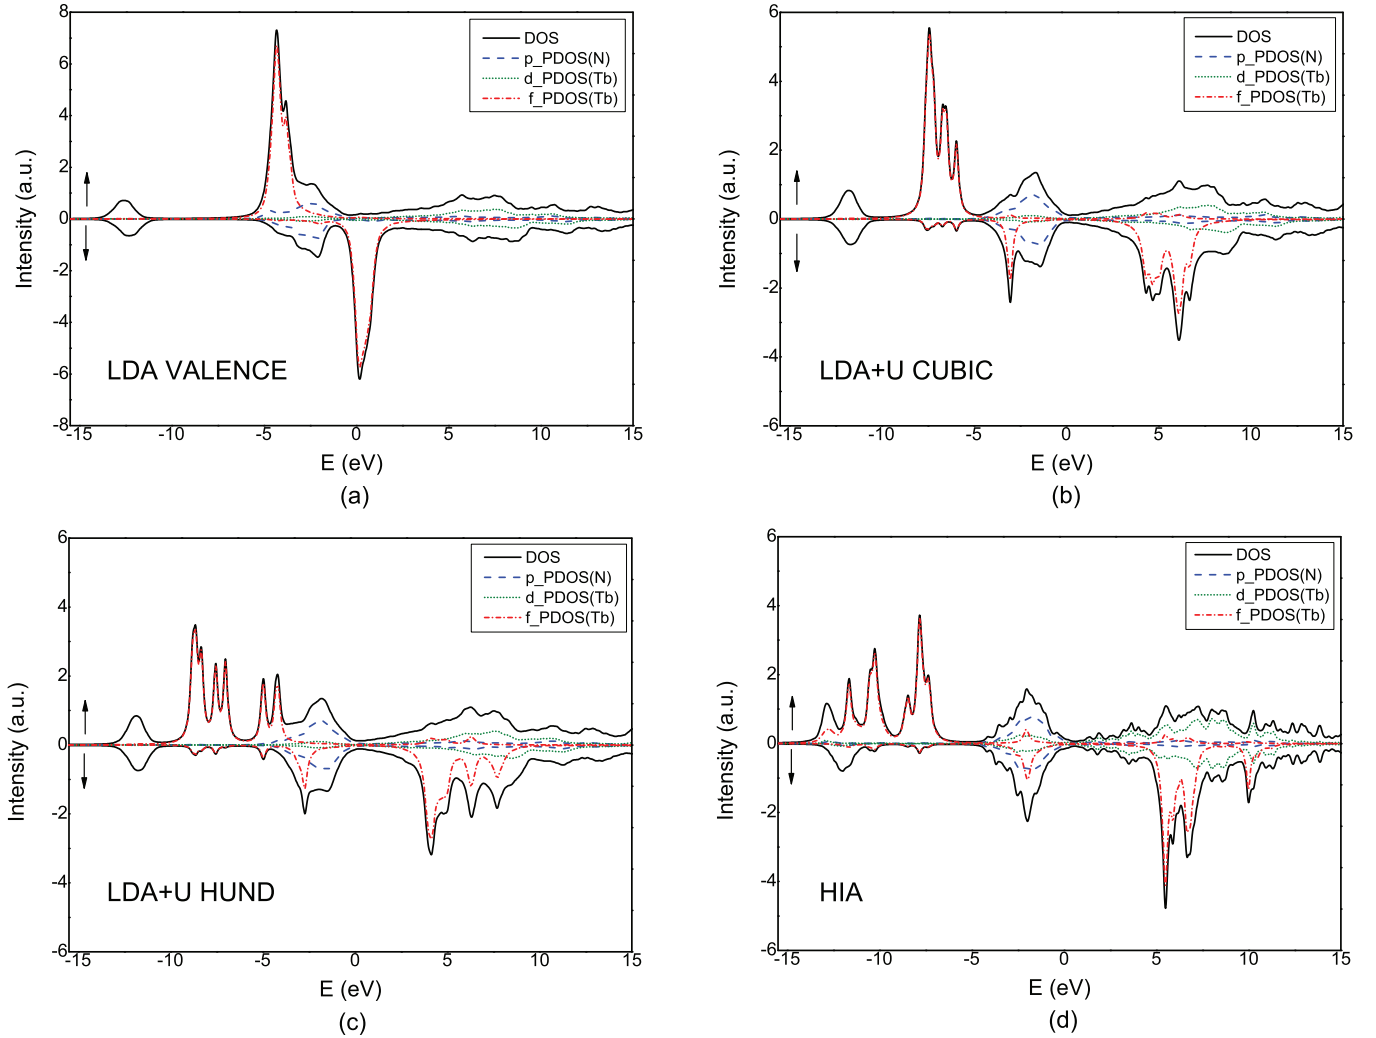 8
6
4
2
0
-2
-4
-6
-8
-15
-10
-5
0
5
10
15
Intensity (a.u.)
E (eV)
DOS
p_PDOS(N)
d_PDOS(Tb)
f_PDOS(Tb)
LDA VALENCE
(a)
6
4
2
0
-2
-4
-6
-15
-10
-5
0
5
10
15
Intensity (a.u.)
E (eV)
DOS
p_PDOS(N)
d_PDOS(Tb)
f_PDOS(Tb)
LDA+U CUBIC
(b)
6
4
2
0
-2
-4
-6
-15
-10
-5
0
5
10
15
Intensity (a.u.)
E (eV)
DOS
p_PDOS(N)
d_PDOS(Tb)
f_PDOS(Tb)
LDA+U HUND
(c)
6
4
2
0
-2
-4
-6
-15
-10
-5
0
5
10
15
Intensity (a.u.)
E (eV)
DOS
p_PDOS(N)
d_PDOS(Tb)
f_PDOS(Tb)
HIA
(d)